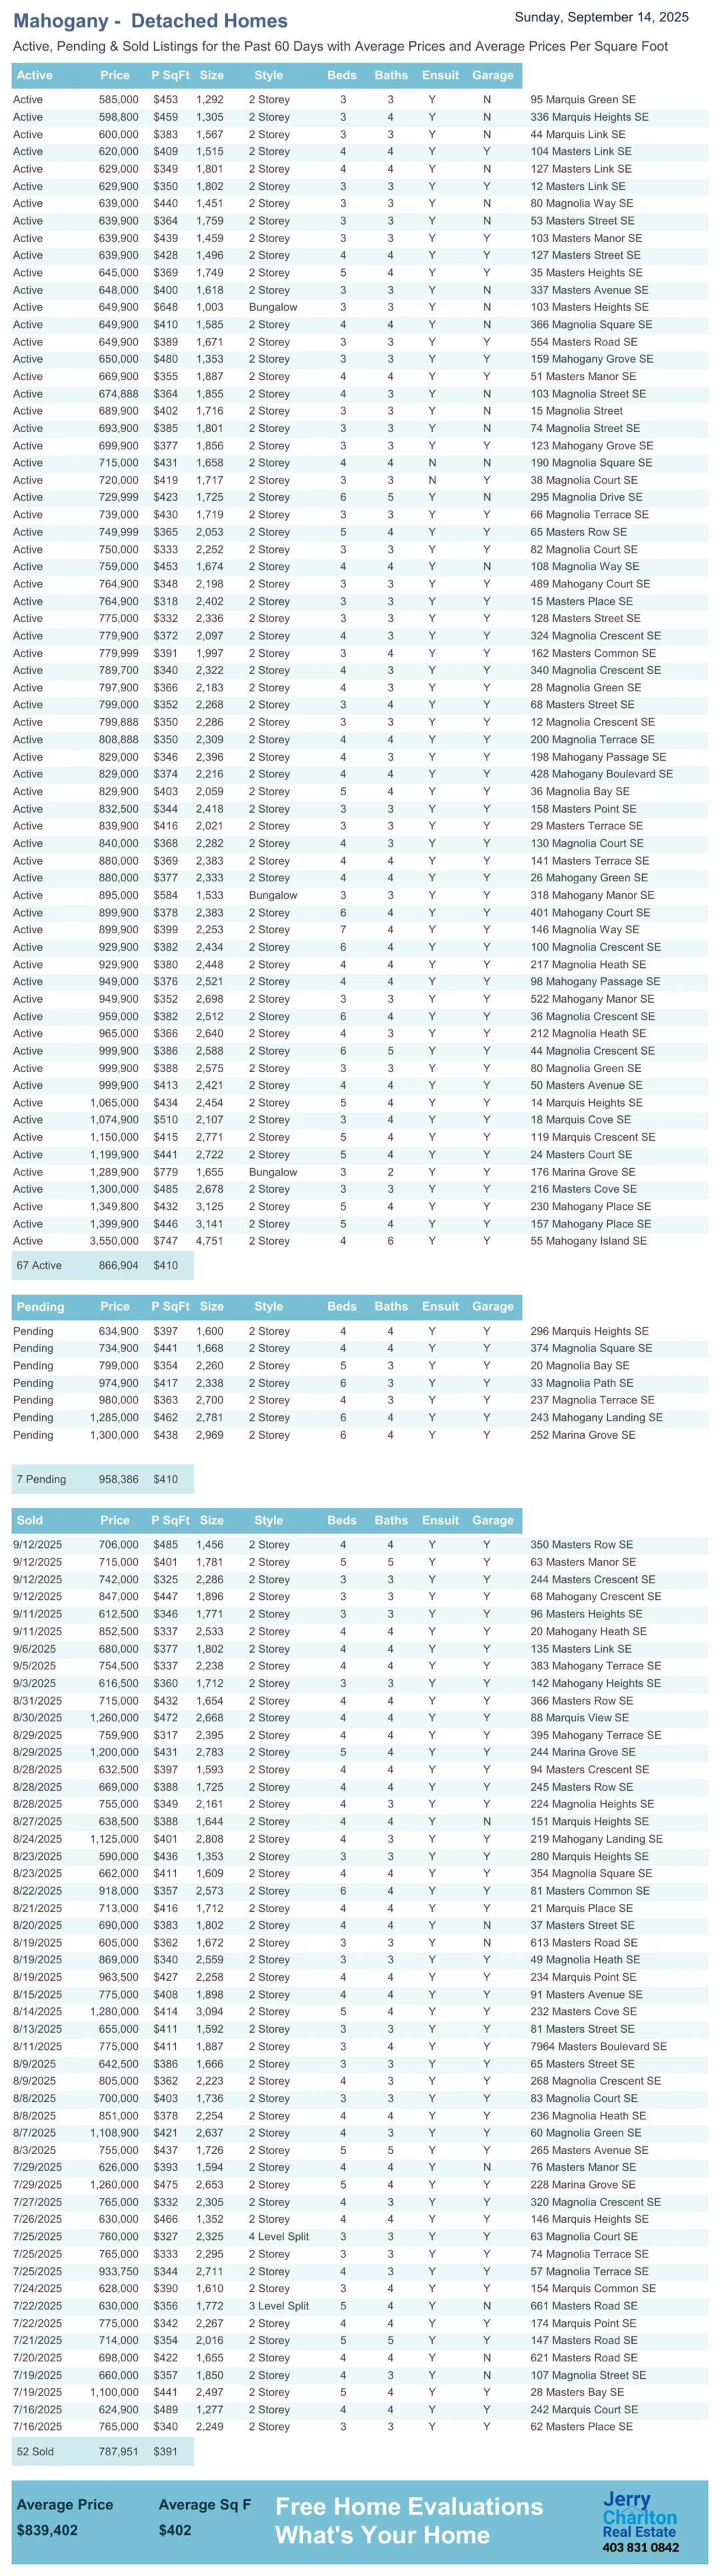 Mahogany - Detached Homes
Sunday, September 14, 2025
Active, Pending & Sold Listings for the Past 60 Days with Average Prices and Average Prices Per Square Foot
Active Price P SqFt Size Style Beds Baths Ensuit Garage
Active 585,000 $453 1,292 2 Storey 3 3 Y N 95 Marquis Green SE
Active 598,800 $459 1,305 2 Storey 3 4 Y N 336 Marquis Heights SE
Active 600,000 $383 1,567 2 Storey 3 3 Y N 44 Marquis Link SE
Active 620,000 $409 1,515 2 Storey 4 4 Y Y 104 Masters Link SE
Active 629,000 $349 1,801 2 Storey 4 4 Y N 127 Masters Link SE
Active 629,900 $350 1,802 2 Storey 3 3 Y Y 12 Masters Link SE
Active 639,000 $440 1,451 2 Storey 3 3 Y N 80 Magnolia Way SE
Active 639,900 $364 1,759 2 Storey 3 3 Y N 53 Masters Street SE
Active 639,900 $439 1,459 2 Storey 3 3 Y Y 103 Masters Manor SE
Active 639,900 $428 1,496 2 Storey 4 4 Y Y 127 Masters Street SE
Active 645,000 $369 1,749 2 Storey 5 4 Y Y 35 Masters Heights SE
Active 648,000 $400 1,618 2 Storey 3 3 Y N 337 Masters Avenue SE
Active 649,900 $648 1,003 Bungalow 3 3 Y N 103 Masters Heights SE
Active 649,900 $410 1,585 2 Storey 4 4 Y N 366 Magnolia Square SE
Active 649,900 $389 1,671 2 Storey 3 3 Y Y 554 Masters Road SE
Active 650,000 $480 1,353 2 Storey 3 3 Y Y 159 Mahogany Grove SE
Active 669,900 $355 1,887 2 Storey 4 4 Y Y 51 Masters Manor SE
Active 674,888 $364 1,855 2 Storey 4 3 Y N 103 Magnolia Street SE
Active 689,900 $402 1,716 2 Storey 3 3 Y N 15 Magnolia Street
Active 693,900 $385 1,801 2 Storey 3 3 Y N 74 Magnolia Street SE
Active 699,900 $377 1,856 2 Storey 3 3 Y Y 123 Mahogany Grove SE
Active 715,000 $431 1,658 2 Storey 4 4 N N 190 Magnolia Square SE
Active 720,000 $419 1,717 2 Storey 3 3 N Y 38 Magnolia Court SE
Active 729,999 $423 1,725 2 Storey 6 5 Y N 295 Magnolia Drive SE
Active 739,000 $430 1,719 2 Storey 3 3 Y Y 66 Magnolia Terrace SE
Active 749,999 $365 2,053 2 Storey 5 4 Y Y 65 Masters Row SE
Active 750,000 $333 2,252 2 Storey 3 3 Y Y 82 Magnolia Court SE
Active 759,000 $453 1,674 2 Storey 4 4 Y N 108 Magnolia Way SE
Active 764,900 $348 2,198 2 Storey 3 3 Y Y 489 Mahogany Court SE
Active 764,900 $318 2,402 2 Storey 3 3 Y Y 15 Masters Place SE
Active 775,000 $332 2,336 2 Storey 3 3 Y Y 128 Masters Street SE
Active 779,900 $372 2,097 2 Storey 4 3 Y Y 324 Magnolia Crescent SE
Active 779,999 $391 1,997 2 Storey 3 4 Y Y 162 Masters Common SE
Active 789,700 $340 2,322 2 Storey 4 3 Y Y 340 Magnolia Crescent SE
Active 797,900 $366 2,183 2 Storey 4 3 Y Y 28 Magnolia Green SE
Active 799,000 $352 2,268 2 Storey 3 4 Y Y 68 Masters Street SE
Active 799,888 $350 2,286 2 Storey 3 3 Y Y 12 Magnolia Crescent SE
Active 808,888 $350 2,309 2 Storey 4 4 Y Y 200 Magnolia Terrace SE
Active 829,000 $346 2,396 2 Storey 4 3 Y Y 198 Mahogany Passage SE
Active 829,000 $374 2,216 2 Storey 4 4 Y Y 428 Mahogany Boulevard SE
Active 829,900 $403 2,059 2 Storey 5 4 Y Y 36 Magnolia Bay SE
Active 832,500 $344 2,418 2 Storey 3 3 Y Y 158 Masters Point SE
Active 839,900 $416 2,021 2 Storey 3 3 Y Y 29 Masters Terrace SE
Active 840,000 $368 2,282 2 Storey 4 3 Y Y 130 Magnolia Court SE
Active 880,000 $369 2,383 2 Storey 4 4 Y Y 141 Masters Terrace SE
Active 880,000 $377 2,333 2 Storey 4 4 Y Y 26 Mahogany Green SE
Active 895,000 $584 1,533 Bungalow 3 3 Y Y 318 Mahogany Manor SE
Active 899,900 $378 2,383 2 Storey 6 4 Y Y 401 Mahogany Court SE
Active 899,900 $399 2,253 2 Storey 7 4 Y Y 146 Magnolia Way SE
Active 929,900 $382 2,434 2 Storey 6 4 Y Y 100 Magnolia Crescent SE
Active 929,900 $380 2,448 2 Storey 4 4 Y Y 217 Magnolia Heath SE
Active 949,000 $376 2,521 2 Storey 4 4 Y Y 98 Mahogany Passage SE
Active 949,900 $352 2,698 2 Storey 3 3 Y Y 522 Mahogany Manor SE
Active 959,000 $382 2,512 2 Storey 6 4 Y Y 36 Magnolia Crescent SE
Active 965,000 $366 2,640 2 Storey 4 3 Y Y 212 Magnolia Heath SE
Active 999,900 $386 2,588 2 Storey 6 5 Y Y 44 Magnolia Crescent SE
Active 999,900 $388 2,575 2 Storey 3 3 Y Y 80 Magnolia Green SE
Active 999,900 $413 2,421 2 Storey 4 4 Y Y 50 Masters Avenue SE
Active 1,065,000 $434 2,454 2 Storey 5 4 Y Y 14 Marquis Heights SE
Active 1,074,900 $510 2,107 2 Storey 3 4 Y Y 18 Marquis Cove SE
Active 1,150,000 $415 2,771 2 Storey 5 4 Y Y 119 Marquis Crescent SE
Active 1,199,900 $441 2,722 2 Storey 5 4 Y Y 24 Masters Court SE
Active 1,289,900 $779 1,655 Bungalow 3 2 Y Y 176 Marina Grove SE
Active 1,300,000 $485 2,678 2 Storey 3 3 Y Y 216 Masters Cove SE
Active 1,349,800 $432 3,125 2 Storey 5 4 Y Y 230 Mahogany Place SE
Active 1,399,900 $446 3,141 2 Storey 5 4 Y Y 157 Mahogany Place SE
Active 3,550,000 $747 4,751 2 Storey 4 6 Y Y 55 Mahogany Island SE
67 Active 866,904 $410
Pending Price P SqFt Size Style Beds Baths Ensuit Garage
Pending 634,900 $397 1,600 2 Storey 4 4 Y Y 296 Marquis Heights SE
Pending 734,900 $441 1,668 2 Storey 4 4 Y Y 374 Magnolia Square SE
Pending 799,000 $354 2,260 2 Storey 5 3 Y Y 20 Magnolia Bay SE
Pending 974,900 $417 2,338 2 Storey 6 3 Y Y 33 Magnolia Path SE
Pending 980,000 $363 2,700 2 Storey 4 3 Y Y 237 Magnolia Terrace SE
Pending 1,285,000 $462 2,781 2 Storey 6 4 Y Y 243 Mahogany Landing SE
Pending 1,300,000 $438 2,969 2 Storey 6 4 Y Y 252 Marina Grove SE
7 Pending 958,386 $410
Sold Price P SqFt Size Style Beds Baths Ensuit Garage
9/12/2025 706,000 $485 1,456 2 Storey 4 4 Y Y 350 Masters Row SE
9/12/2025 715,000 $401 1,781 2 Storey 5 5 Y Y 63 Masters Manor SE
9/12/2025 742,000 $325 2,286 2 Storey 3 3 Y Y 244 Masters Crescent SE
9/12/2025 847,000 $447 1,896 2 Storey 3 3 Y Y 68 Mahogany Crescent SE
9/11/2025 612,500 $346 1,771 2 Storey 3 3 Y Y 96 Masters Heights SE
9/11/2025 852,500 $337 2,533 2 Storey 4 4 Y Y 20 Mahogany Heath SE
9/6/2025 680,000 $377 1,802 2 Storey 4 4 Y Y 135 Masters Link SE
9/5/2025 754,500 $337 2,238 2 Storey 4 4 Y Y 383 Mahogany Terrace SE
9/3/2025 616,500 $360 1,712 2 Storey 3 3 Y Y 142 Mahogany Heights SE
8/31/2025 715,000 $432 1,654 2 Storey 4 4 Y Y 366 Masters Row SE
8/30/2025 1,260,000 $472 2,668 2 Storey 4 4 Y Y 88 Marquis View SE
8/29/2025 759,900 $317 2,395 2 Storey 4 4 Y Y 395 Mahogany Terrace SE
8/29/2025 1,200,000 $431 2,783 2 Storey 5 4 Y Y 244 Marina Grove SE
8/28/2025 632,500 $397 1,593 2 Storey 4 4 Y Y 94 Masters Crescent SE
8/28/2025 669,000 $388 1,725 2 Storey 4 4 Y Y 245 Masters Row SE
8/28/2025 755,000 $349 2,161 2 Storey 4 3 Y Y 224 Magnolia Heights SE
8/27/2025 638,500 $388 1,644 2 Storey 4 4 Y N 151 Marquis Heights SE
8/24/2025 1,125,000 $401 2,808 2 Storey 4 3 Y Y 219 Mahogany Landing SE
8/23/2025 590,000 $436 1,353 2 Storey 3 3 Y Y 280 Marquis Heights SE
8/23/2025 662,000 $411 1,609 2 Storey 4 4 Y Y 354 Magnolia Square SE
8/22/2025 918,000 $357 2,573 2 Storey 6 4 Y Y 81 Masters Common SE
8/21/2025 713,000 $416 1,712 2 Storey 4 4 Y Y 21 Marquis Place SE
8/20/2025 690,000 $383 1,802 2 Storey 4 4 Y N 37 Masters Street SE
8/19/2025 605,000 $362 1,672 2 Storey 3 3 Y N 613 Masters Road SE
8/19/2025 869,000 $340 2,559 2 Storey 3 3 Y Y 49 Magnolia Heath SE
8/19/2025 963,500 $427 2,258 2 Storey 4 4 Y Y 234 Marquis Point SE
8/15/2025 775,000 $408 1,898 2 Storey 4 4 Y Y 91 Masters Avenue SE
8/14/2025 1,280,000 $414 3,094 2 Storey 5 4 Y Y 232 Masters Cove SE
8/13/2025 655,000 $411 1,592 2 Storey 3 3 Y Y 81 Masters Street SE
8/11/2025 775,000 $411 1,887 2 Storey 3 4 Y Y 7964 Masters Boulevard SE
8/9/2025 642,500 $386 1,666 2 Storey 3 3 Y Y 65 Masters Street SE
8/9/2025 805,000 $362 2,223 2 Storey 4 3 Y Y 268 Magnolia Crescent SE
8/8/2025 700,000 $403 1,736 2 Storey 3 3 Y Y 83 Magnolia Court SE
8/8/2025 851,000 $378 2,254 2 Storey 4 4 Y Y 236 Magnolia Heath SE
8/7/2025 1,108,900 $421 2,637 2 Storey 4 3 Y Y 60 Magnolia Green SE
8/3/2025 755,000 $437 1,726 2 Storey 5 5 Y Y 265 Masters Avenue SE
7/29/2025 626,000 $393 1,594 2 Storey 4 4 Y N 76 Masters Manor SE
7/29/2025 1,260,000 $475 2,653 2 Storey 5 4 Y Y 228 Marina Grove SE
7/27/2025 765,000 $332 2,305 2 Storey 4 3 Y Y 320 Magnolia Crescent SE
7/26/2025 630,000 $466 1,352 2 Storey 4 4 Y Y 146 Marquis Heights SE
7/25/2025 760,000 $327 2,325 4 Level Split 3 3 Y Y 63 Magnolia Court SE
7/25/2025 765,000 $333 2,295 2 Storey 3 3 Y Y 74 Magnolia Terrace SE
7/25/2025 933,750 $344 2,711 2 Storey 4 3 Y Y 57 Magnolia Terrace SE
7/24/2025 628,000 $390 1,610 2 Storey 3 4 Y Y 154 Marquis Common SE
7/22/2025 630,000 $356 1,772 3 Level Split 5 4 Y N 661 Masters Road SE
7/22/2025 775,000 $342 2,267 2 Storey 4 4 Y Y 174 Marquis Point SE
7/21/2025 714,000 $354 2,016 2 Storey 5 5 Y Y 147 Masters Road SE
7/20/2025 698,000 $422 1,655 2 Storey 4 4 Y N 621 Masters Road SE
7/19/2025 660,000 $357 1,850 2 Storey 4 3 Y N 107 Magnolia Street SE
7/19/2025 1,100,000 $441 2,497 2 Storey 5 4 Y Y 28 Masters Bay SE
7/16/2025 624,900 $489 1,277 2 Storey 4 4 Y Y 242 Marquis Court SE
7/16/2025 765,000 $340 2,249 2 Storey 3 3 Y Y 62 Masters Place SE
52 Sold 787,951 $391
Average Price Average Sq F
$839,402 $402
Free Home Evaluations
What's Your Home
Jerry
Charlton
Real Estate
403 831 0842